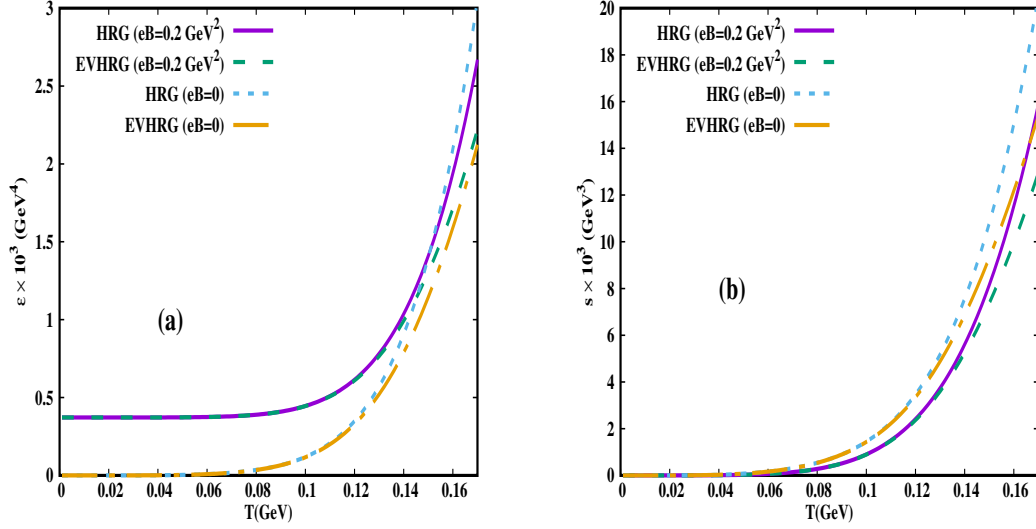 3
2.5
2
1.5
1
0.5
0
0
0.02
0.04
0.06
0.08
0.1
0.12
0.14
0.16
ε × 10³ (GeV⁴)
T(GeV)
HRG (eB=0.2 GeV²)
EVHRG (eB=0.2 GeV²)
HRG (eB=0)
EVHRG (eB=0)
(a)
20
18
16
14
12
10
8
6
4
2
0
0
0.02
0.04
0.06
0.08
0.1
0.12
0.14
0.16
s × 10³ (GeV³)
T(GeV)
HRG (eB=0.2 GeV²)
EVHRG (eB=0.2 GeV²)
HRG (eB=0)
EVHRG (eB=0)
(b)